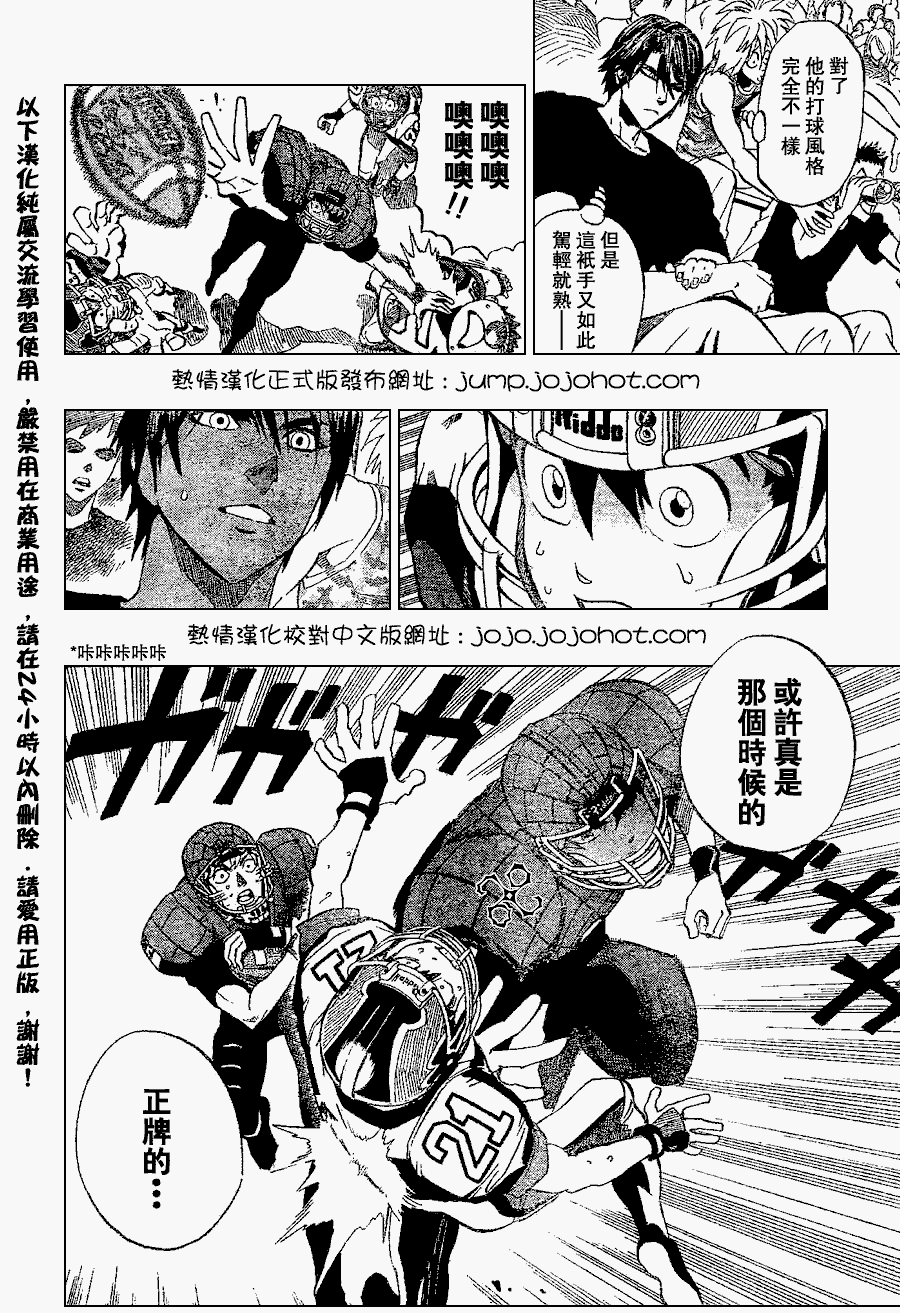 對了
他的打球風格
完全不一樣
但是
這衹手又如此
駕輕就熟——
噢噢噢
噢噢噢!!
熱情漢化正式版發布網址：jump.jojohot.com
Riddo
熱情漢化校對中文版網址：jojo.jojohot.com
*咔咔咔咔咔
ガガガガガ
或許真是
那個時候的
21
21
正牌的…
以下漢化純屬交流學習使用，嚴禁用在商業用途，請在24小時以內刪除．請愛用正版，謝謝！